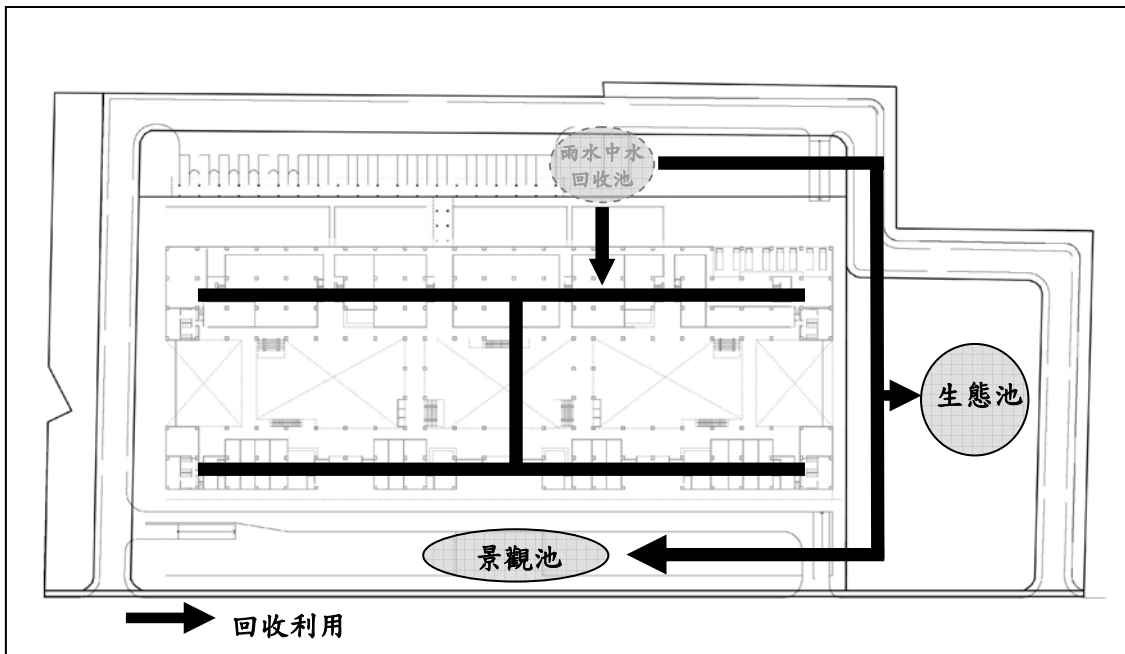 雨水中水
回收池
生態池
景觀池
回收利用